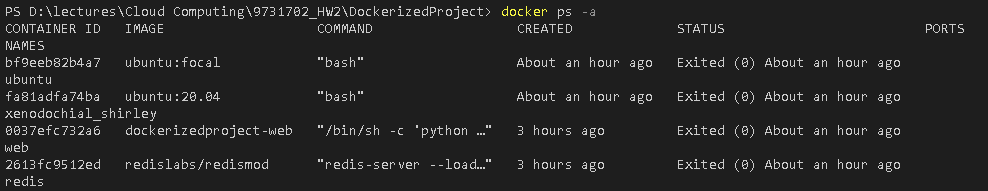 PS D:\lectures\Cloud Computing\9731702_HW2\DockerizedProject> docker ps -a
CONTAINER ID   IMAGE                   COMMAND                  CREATED             STATUS                         PORTS
NAMES
bf9eeb82b4a7   ubuntu:focal            "bash"                   About an hour ago   Exited (0) About an hour ago
ubuntu
fa81adfa74ba   ubuntu:20.04            "bash"                   About an hour ago   Exited (0) About an hour ago
xenodochial_shirley
0037efc732a6   dockerizedproject-web   "/bin/sh -c 'python …"   3 hours ago         Exited (0) About an hour ago
web
2613fc9512ed   redislabs/redismod      "redis-server --load…"   3 hours ago         Exited (0) About an hour ago
redis